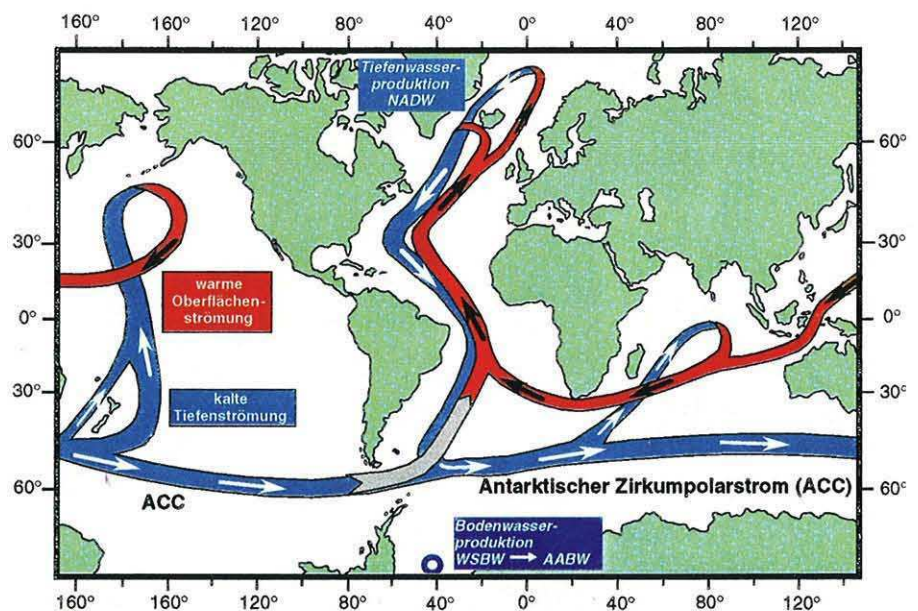 160° 160° 120° 80° 40° 0° 40° 80° 120°
Tiefenwasser-
produktion
NADW
60° 60°
30° 30°
warme
Oberflächen-
strömung
0° 0°
kalte
Tiefenströmung
30° 30°
Antarktischer Zirkumpolarstrom (ACC)
60° 60°
ACC
Bodenwasser-
produktion
WSBW → AABW
160° 160° 120° 80° 40° 0° 40° 80° 120°